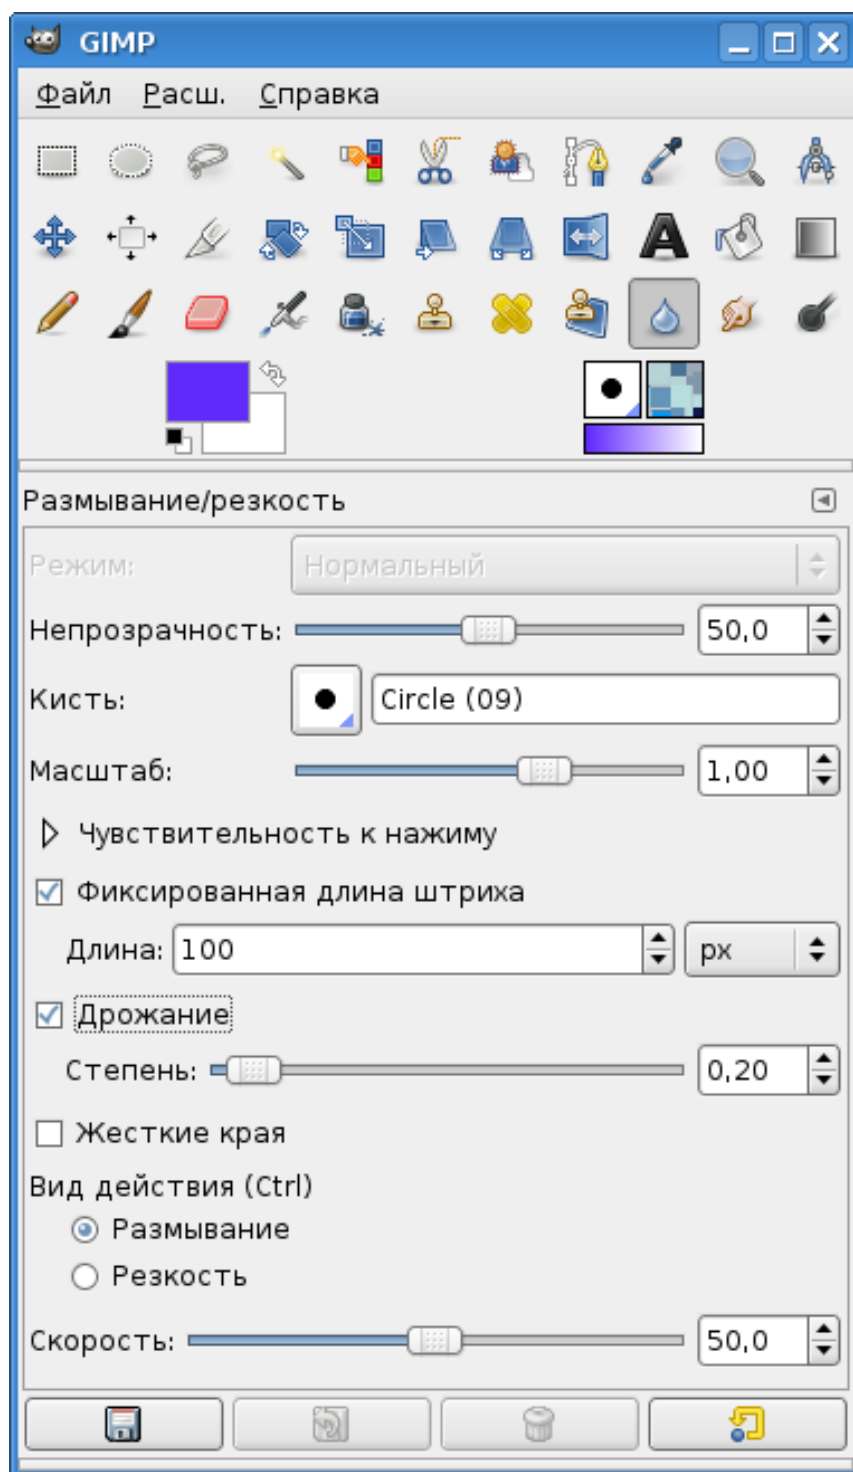 GIMP
Файл Расш. Справка
Размывание/резкость
Режим: Нормальный
Непрозрачность: 50,0
Кисть: Circle (09)
Масштаб: 1,00
Чувствительность к нажиму
Фиксированная длина штриха
Длина: 100 px
Дрожание
Степень: 0,20
Жесткие края
Вид действия (Ctrl)
Размывание
Резкость
Скорость: 50,0